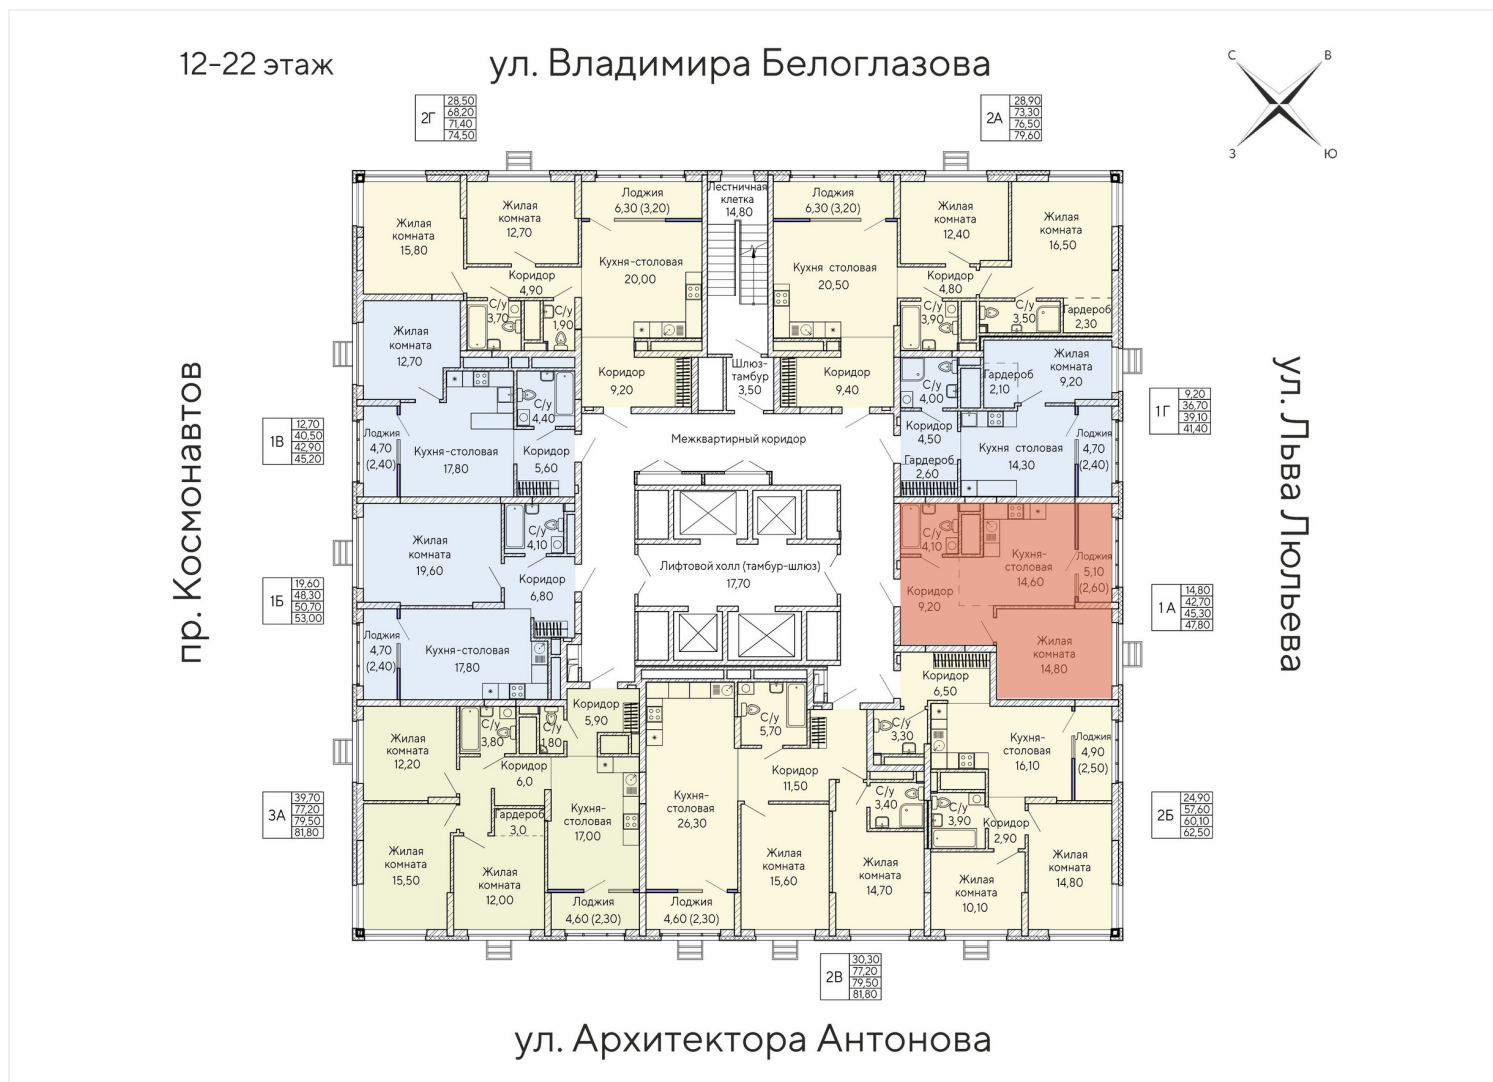 12-22 этаж
ул. Владимира Белоглазова
С
В
З
Ю
2Г
28,50
68,20
71,40
74,50
2А
28,90
73,30
76,50
79,60
Жилая
комната
15,80
Жилая
комната
12,70
Лоджия
6,30 (3,20)
Лестничная
клетка
14,80
Лоджия
6,30 (3,20)
Жилая
комната
12,40
Жилая
комната
16,50
Коридор
4,90
Кухня-столовая
20,00
Кухня столовая
20,50
Коридор
4,80
С/у
3,70
С/у
1,90
С/у
3,90
С/у
3,50
Гардероб
2,30
Жилая
комната
12,70
Коридор
9,20
Шлюз-
тамбур
3,50
Коридор
9,40
С/у
4,00
Гардероб
2,10
Жилая
комната
9,20
пр. Космонавтов
ул. Льва Люльева
1В
12,70
40,50
42,90
45,20
1Г
9,20
36,70
39,10
41,40
Лоджия
4,70
(2,40)
Кухня-столовая
17,80
С/у
4,40
Коридор
5,60
Межквартирный коридор
Коридор
4,50
Гардероб
2,60
Кухня столовая
14,30
Лоджия
4,70
(2,40)
Жилая
комната
19,60
С/у
4,10
Коридор
6,80
Лифтовой холл (тамбур-шлюз)
17,70
С/у
4,10
Кухня-
столовая
14,60
Лоджия
5,10
(2,60)
Коридор
9,20
1Б
19,60
48,30
50,70
53,00
1А
14,80
42,70
45,30
47,80
Лоджия
4,70
(2,40)
Кухня-столовая
17,80
Жилая
комната
14,80
Коридор
6,50
Жилая
комната
12,20
С/у
3,80
С/у
1,80
Коридор
5,90
С/у
5,70
С/у
3,30
Кухня-
столовая
16,10
Лоджия
4,90
(2,50)
Коридор
6,0
Коридор
11,50
С/у
3,40
С/у
3,90
Коридор
2,90
3А
39,70
77,20
79,50
81,80
2Б
24,90
57,60
60,10
62,50
Гардероб
3,0
Кухня-
столовая
17,00
Кухня-
столовая
26,30
Жилая
комната
15,50
Жилая
комната
12,00
Жилая
комната
15,60
Жилая
комната
14,70
Жилая
комната
10,10
Жилая
комната
14,80
Лоджия
4,60 (2,30)
Лоджия
4,60 (2,30)
2В
30,30
77,20
79,50
81,80
ул. Архитектора Антонова